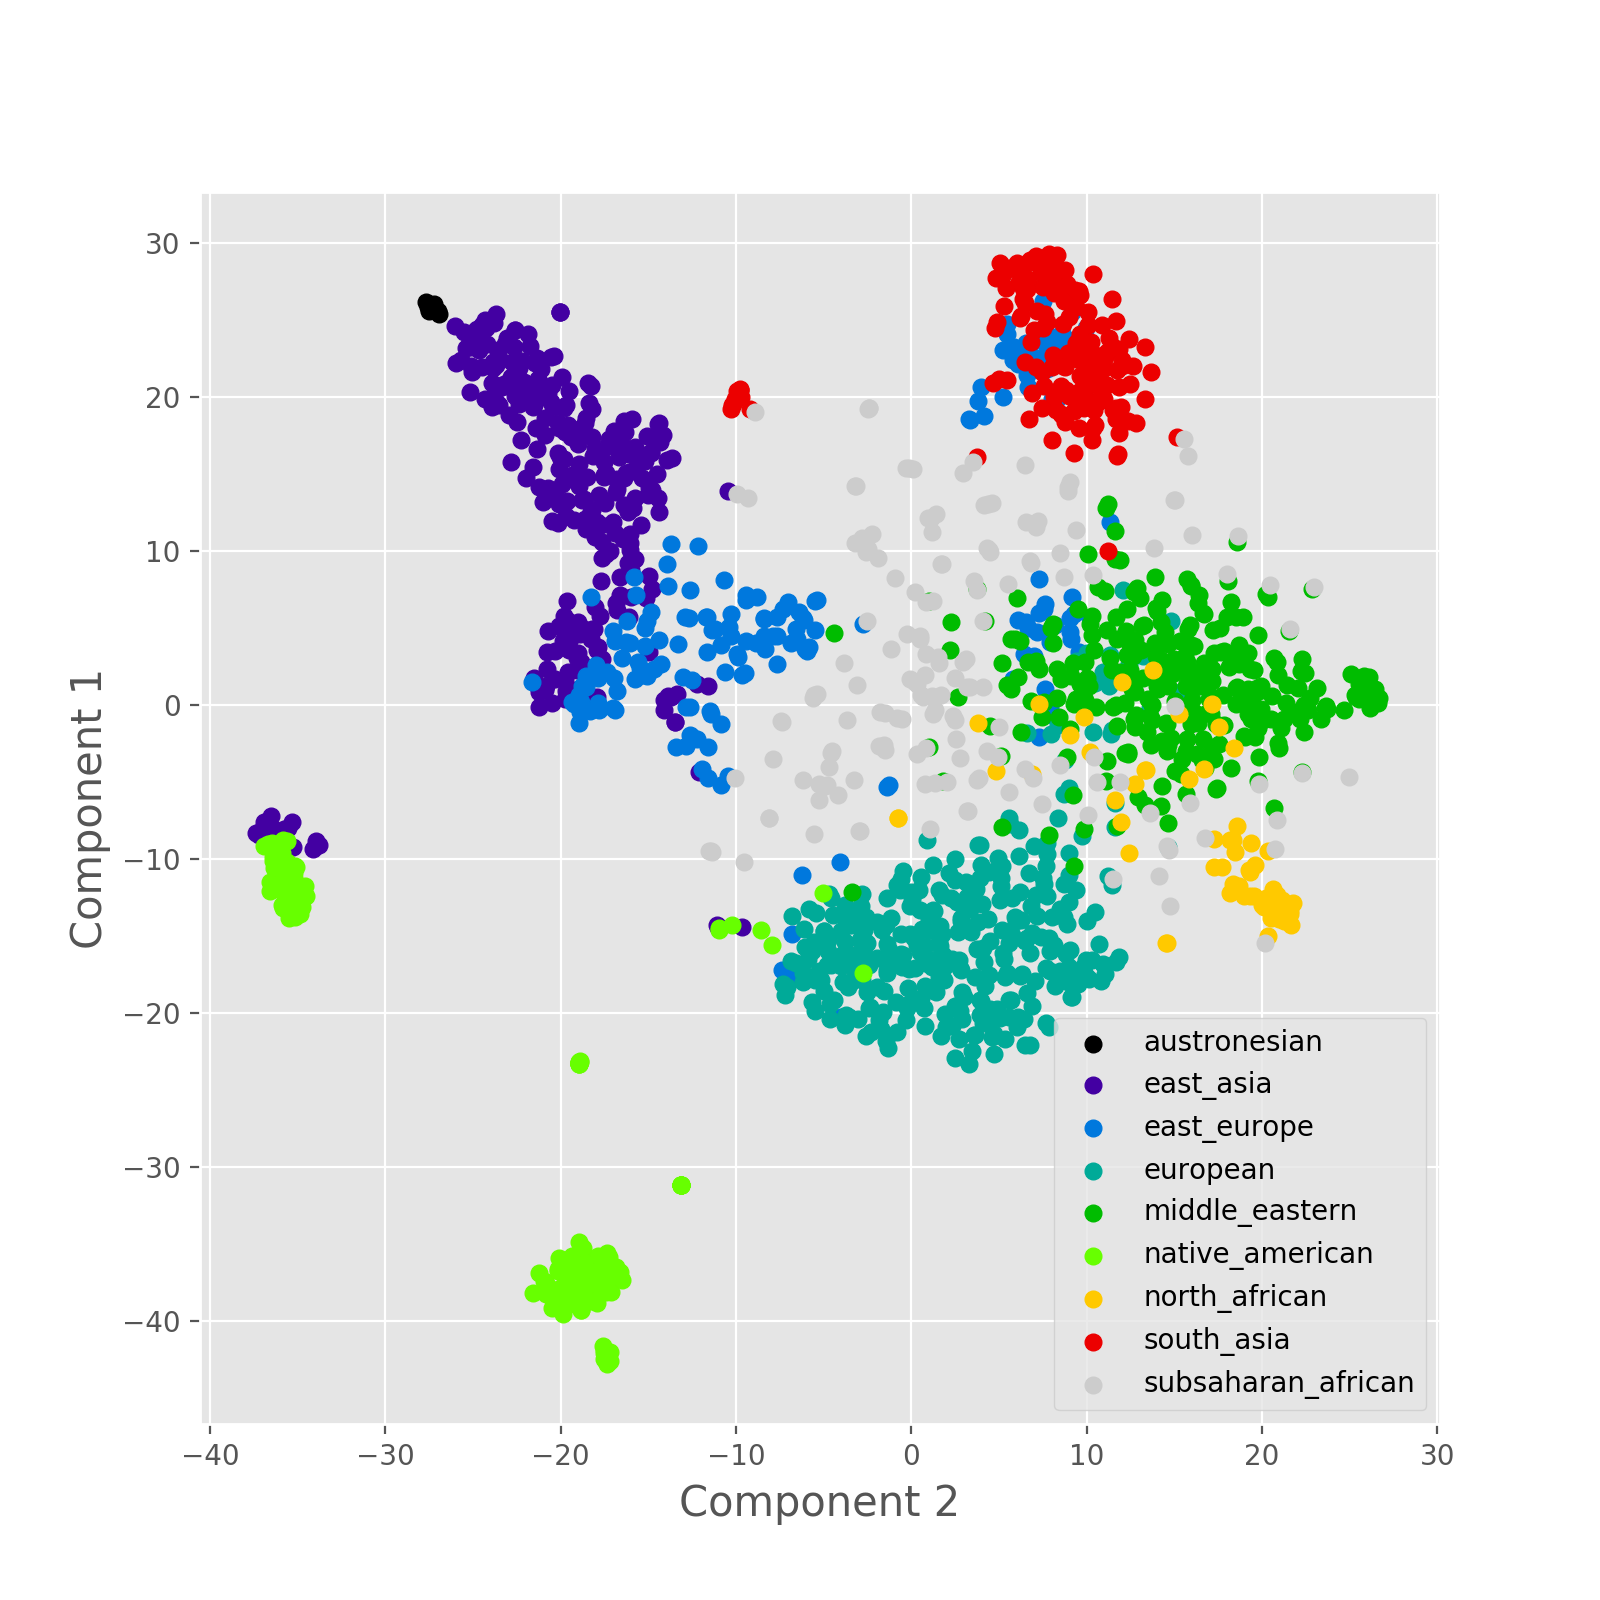 30
20
10
0
−10
−20
−30
−40
Component 1
austronesian
east_asia
east_europe
european
middle_eastern
native_american
north_african
south_asia
subsaharan_african
−40 −30 −20 −10 0 10 20 30
Component 2